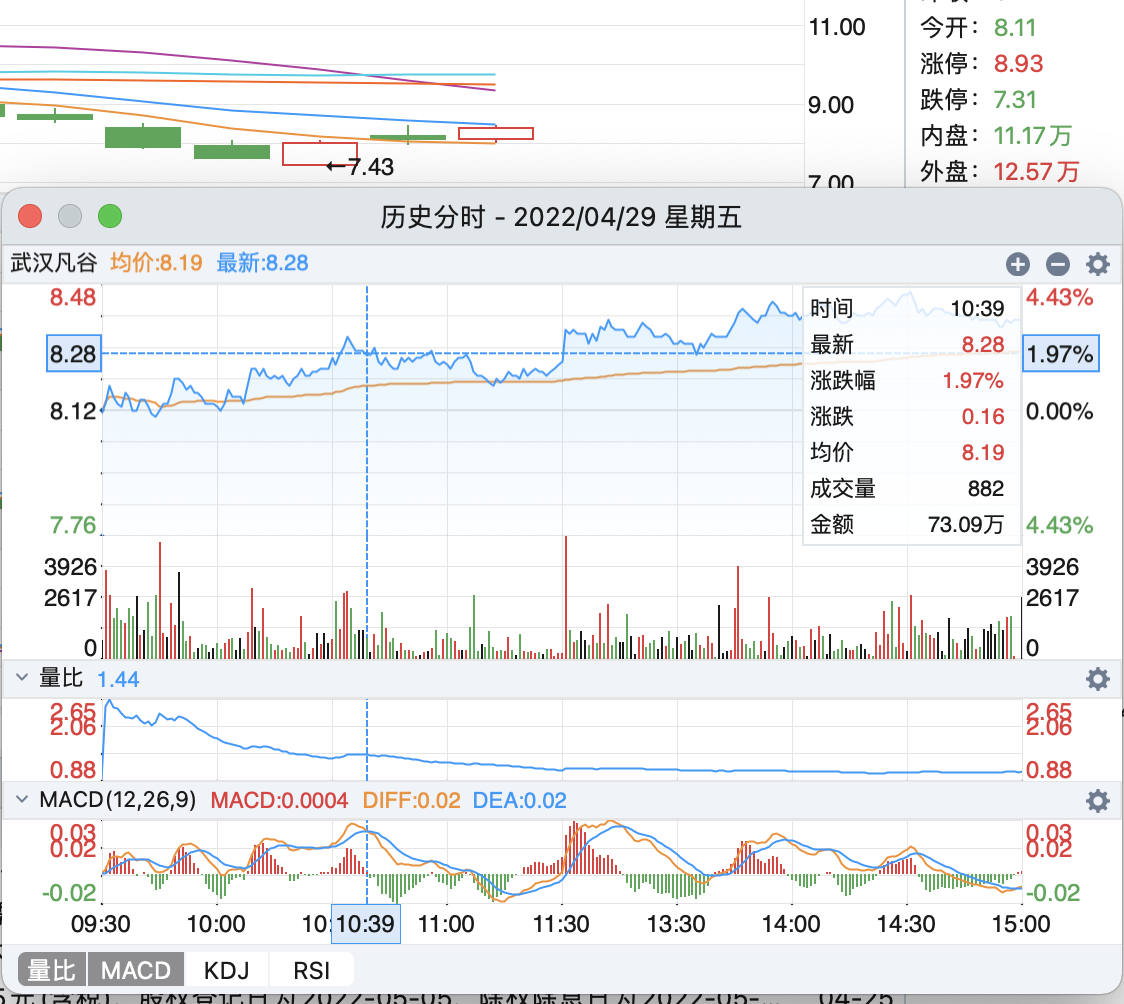 11.00
9.00
7.00
今开: 8.11
涨停: 8.93
跌停: 7.31
内盘: 11.17万
外盘: 12.57万
←7.43
历史分时 - 2022/04/29 星期五
武汉凡谷 均价:8.19 最新:8.28
8.48
8.28
8.12
7.76
3926
2617
0
4.43%
1.97%
0.00%
4.43%
3926
2617
0
时间 10:39
最新 8.28
涨跌幅 1.97%
涨跌 0.16
均价 8.19
成交量 882
金额 73.09万
量比 1.44
2.65
2.06
0.88
2.65
2.06
0.88
MACD(12,26,9) MACD:0.0004 DIFF:0.02 DEA:0.02
0.03
0.02
-0.02
0.03
0.02
-0.02
09:30 10:00 10: 10:39 11:00 11:30 13:30 14:00 14:30 15:00
量比 MACD KDJ RSI